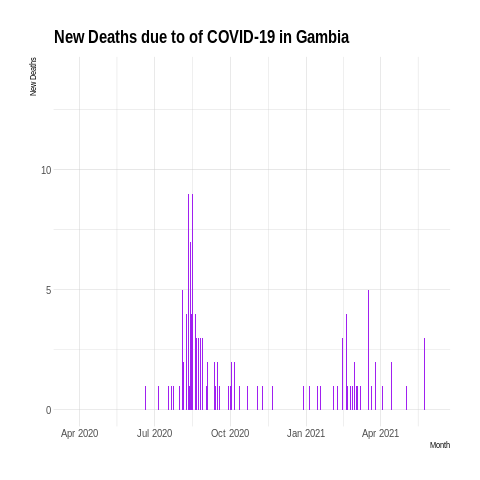 New Deaths due to of COVID-19 in Gambia
New Deaths
10
5
0
Apr 2020 Jul 2020 Oct 2020 Jan 2021 Apr 2021
Month